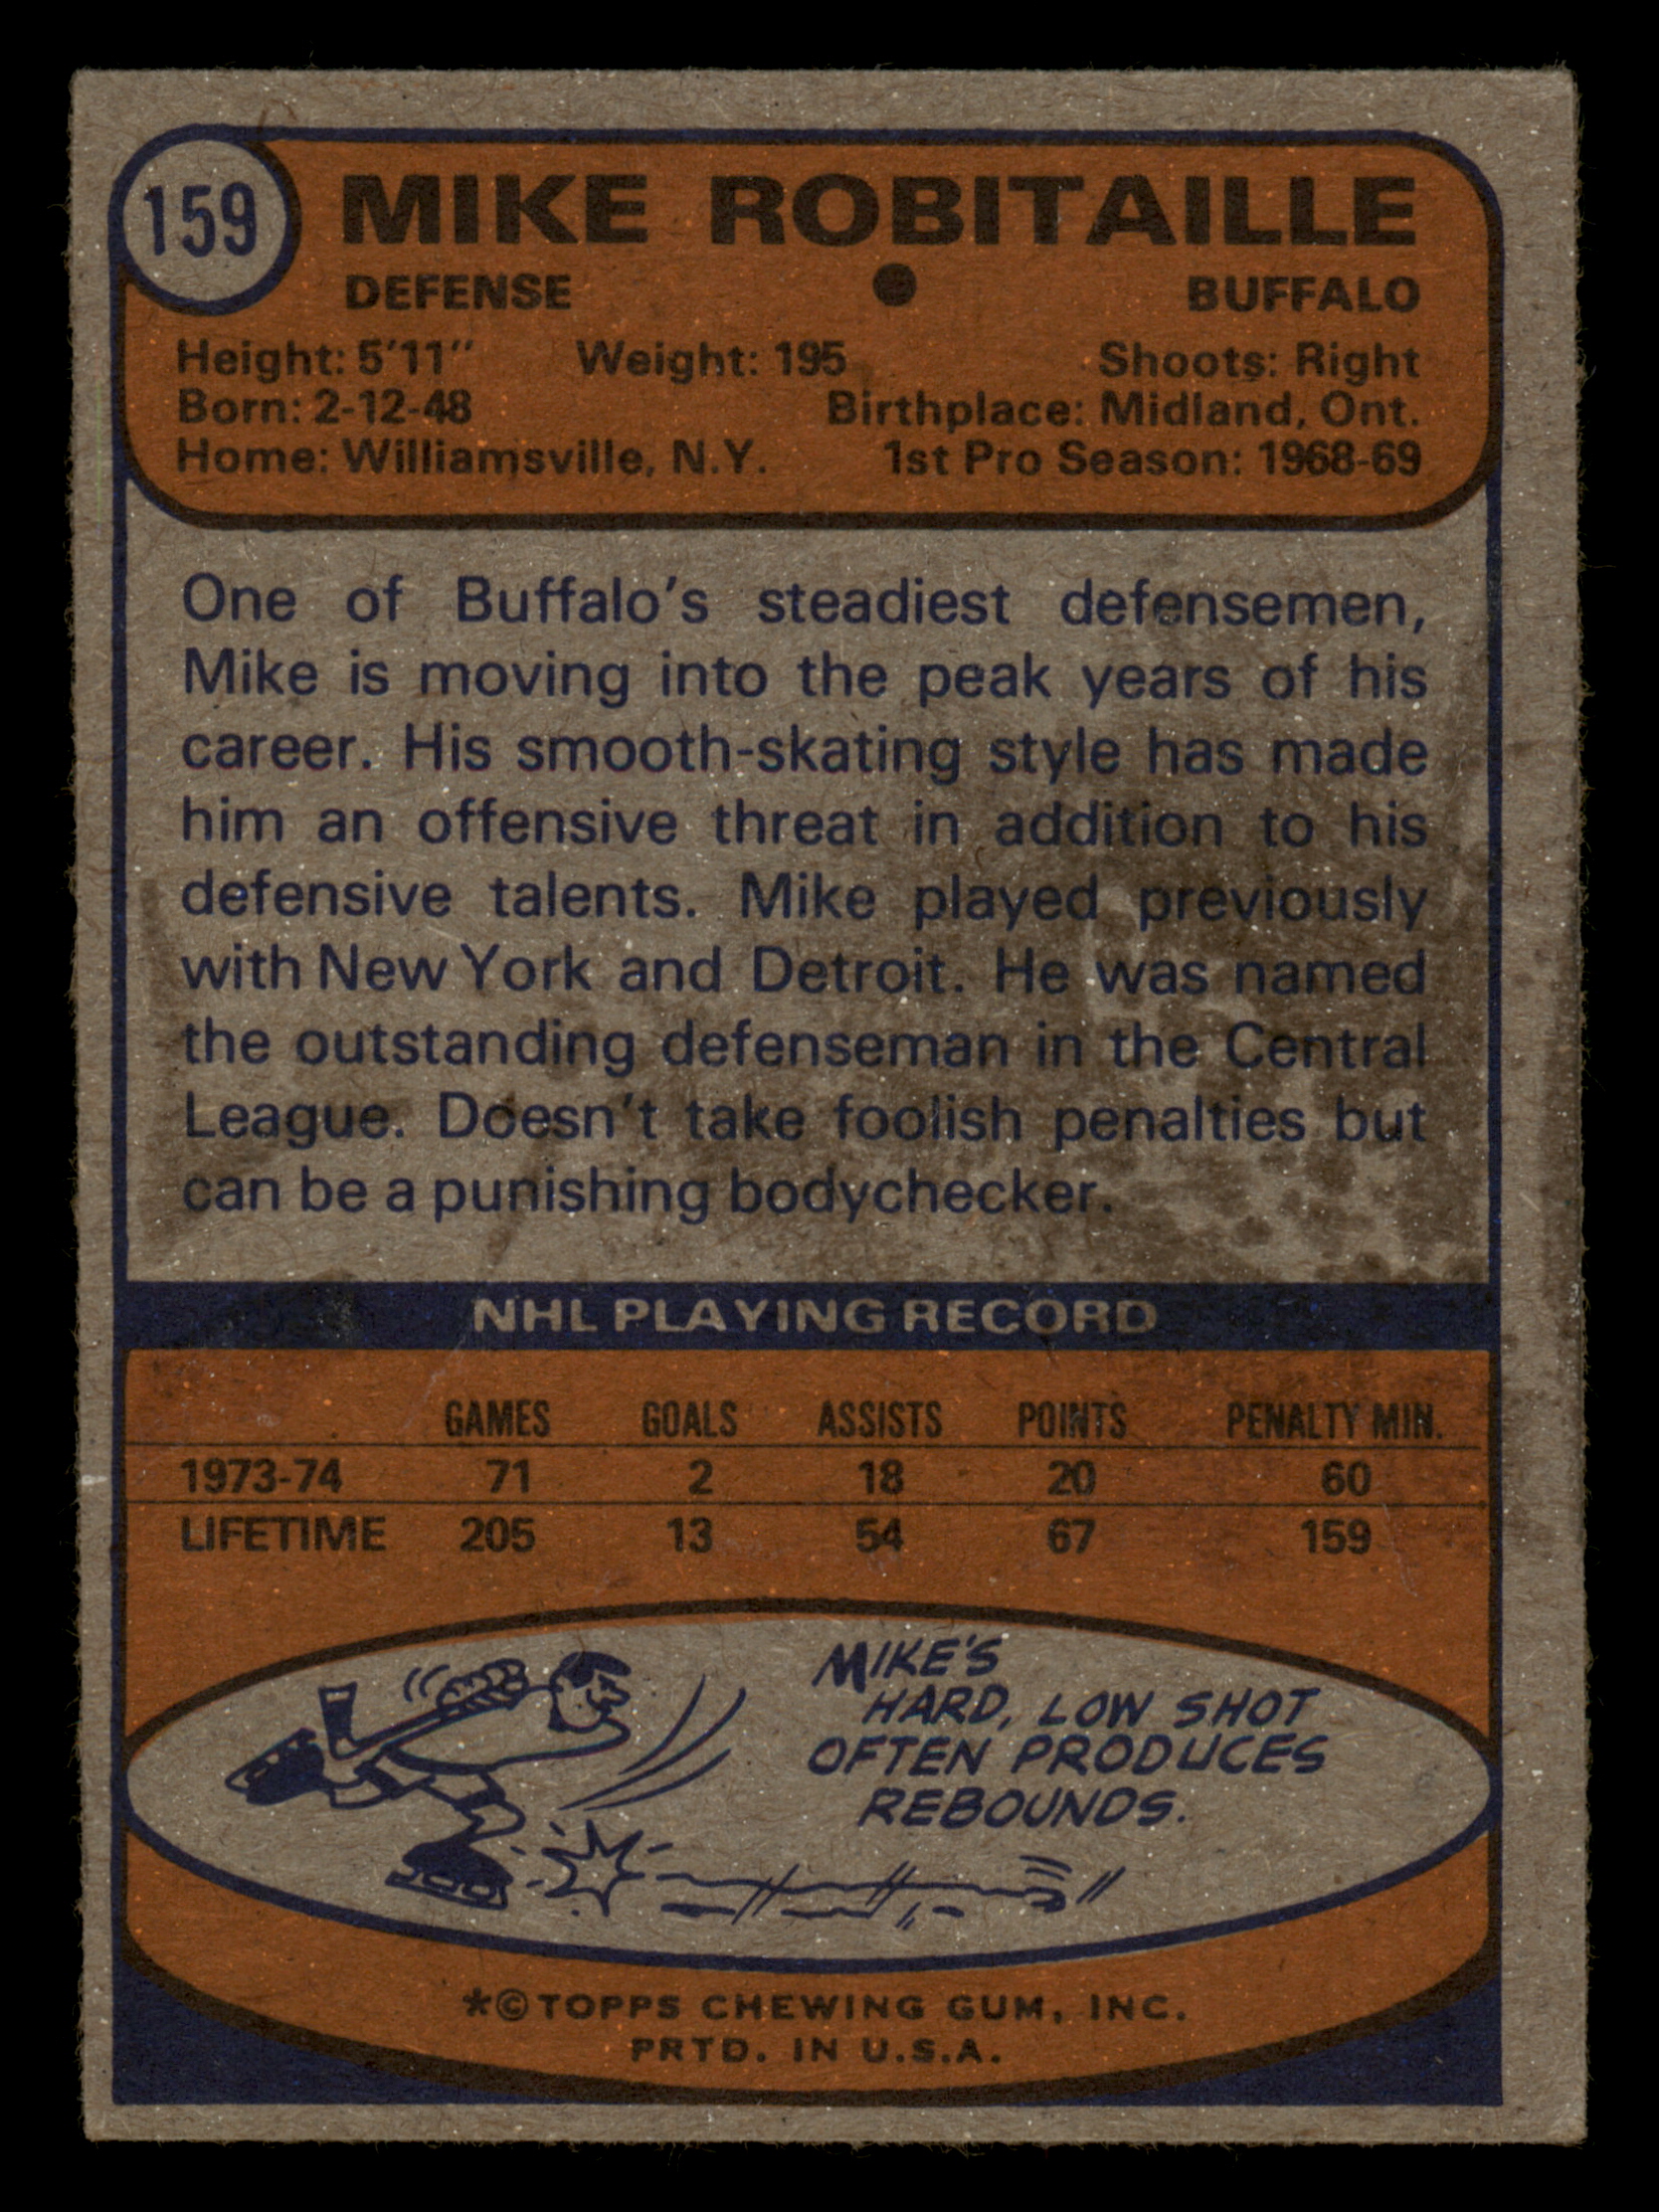 159
MIKE ROBITAILLE
DEFENSE ● BUFFALO
Height: 5'11" Weight: 195 Shoots: Right
Born: 2-12-48 Birthplace: Midland, Ont.
Home: Williamsville, N.Y. 1st Pro Season: 1968-69
One of Buffalo's steadiest defensemen,
Mike is moving into the peak years of his
career. His smooth-skating style has made
him an offensive threat in addition to his
defensive talents. Mike played previously
with New York and Detroit. He was named
the outstanding defenseman in the Central
League. Doesn't take foolish penalties but
can be a punishing bodychecker.
NHL PLAYING RECORD
GAMES GOALS ASSISTS POINTS PENALTY MIN.
1973-74 71 2 18 20 60
LIFETIME 205 13 54 67 159
MIKE'S
HARD, LOW SHOT
OFTEN PRODUCES
REBOUNDS.
*©TOPPS CHEWING GUM, INC.
PRTD. IN U.S.A.